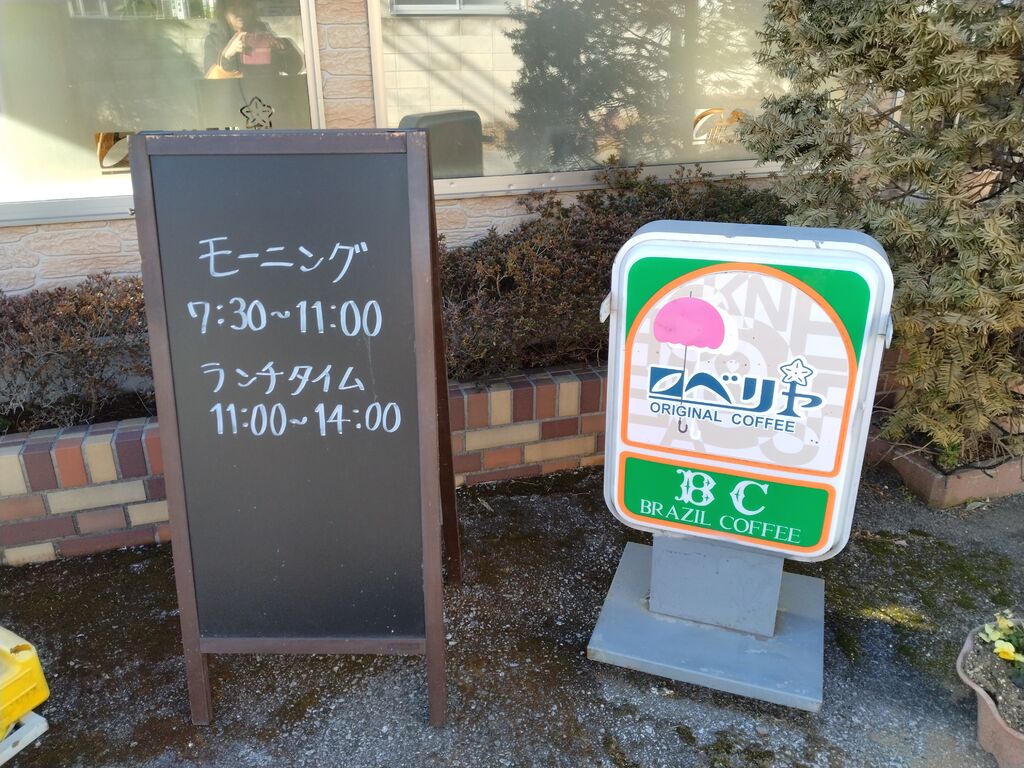 モーニング
7:30~11:00
ランチタイム
11:00~14:00
ロベリヤ
ORIGINAL COFFEE
BC
BRAZIL COFFEE